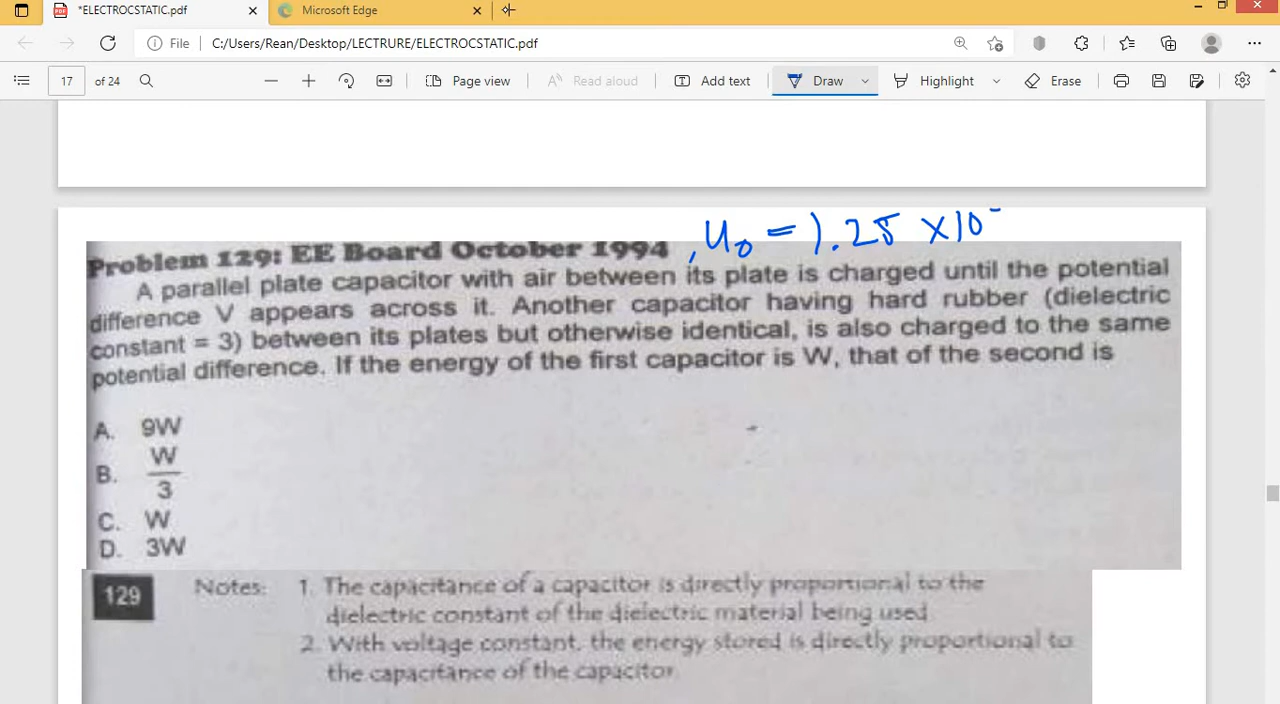 *ELECTROCSTATIC.pdf
Microsoft Edge
File
C:/Users/Rean/Desktop/LECTRURE/ELECTROCSTATIC.pdf
17 of 24
Page view
Read aloud
Add text
Draw
Highlight
Erase
, u₀ = 1.25 x10⁻
Problem 129: EE Board October 1994
A parallel plate capacitor with air between its plate is charged until the potential
difference V appears across it. Another capacitor having hard rubber (dielectric
constant = 3) between its plates but otherwise identical, is also charged to the same
potential difference. If the energy of the first capacitor is W, that of the second is
A. 9W
B. W/3
C. W
D. 3W
129 Notes: 1. The capacitance of a capacitor is directly proportional to the
dielectric constant of the dielectric material being used
2. With voltage constant, the energy stored is directly proportional to
the capacitance of the capacitor.